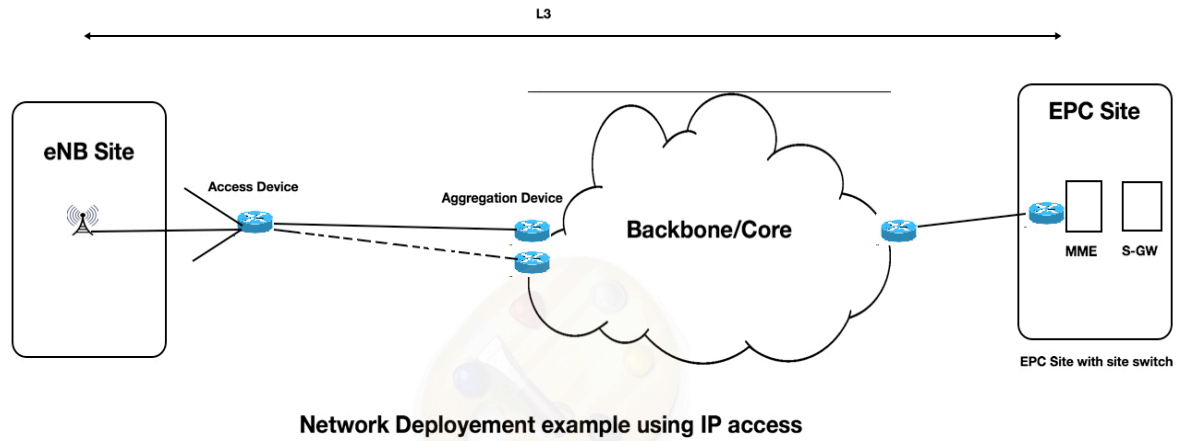 L3
EPC Site
eNB Site
Access Device
Aggregation Device
Backbone/Core
MME
S-GW
EPC Site with site switch
Network Deployement example using IP access